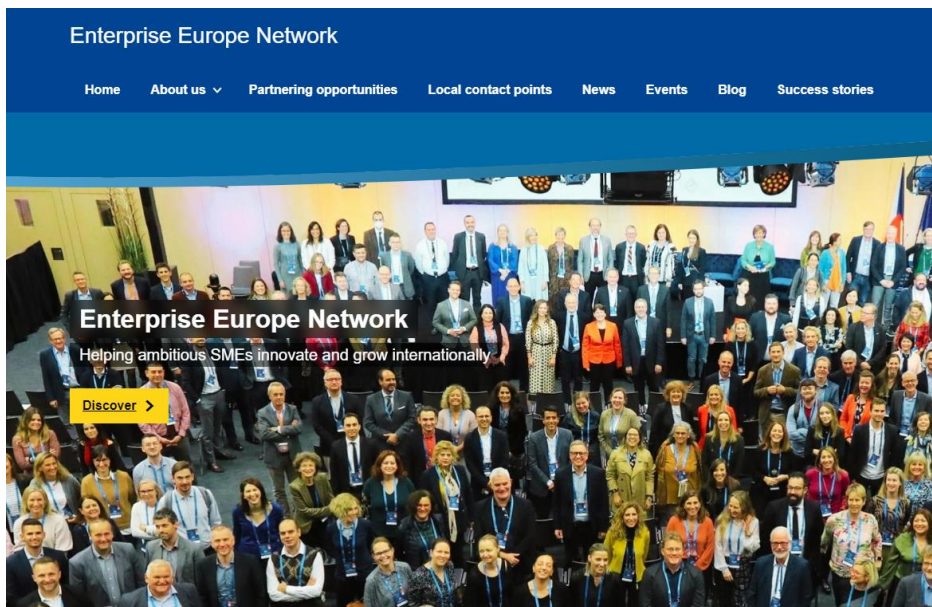 Enterprise Europe Network
Home About us Partnering opportunities Local contact points News Events Blog Success stories
Enterprise Europe Network
Helping ambitious SMEs innovate and grow internationally
Discover